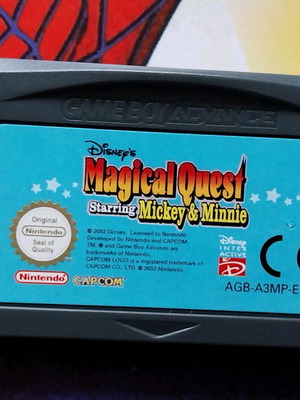 GAME BOY ADVANCE
Disney's
Magical Quest
Starring Mickey & Minnie
Original
Nintendo
Seal of
Quality
Nintendo
© 2002 Disney. Licensed to Nintendo.
Developed by Nintendo and CAPCOM.
TM, ® and Game Boy Advance are
trademarks of Nintendo.
CAPCOM LOGO is a registered trademark of
CAPCOM CO., LTD. © 2002 CAPCOM
CAPCOM
Disney
INTER
ACTIVE
CE
AGB-A3MP-E